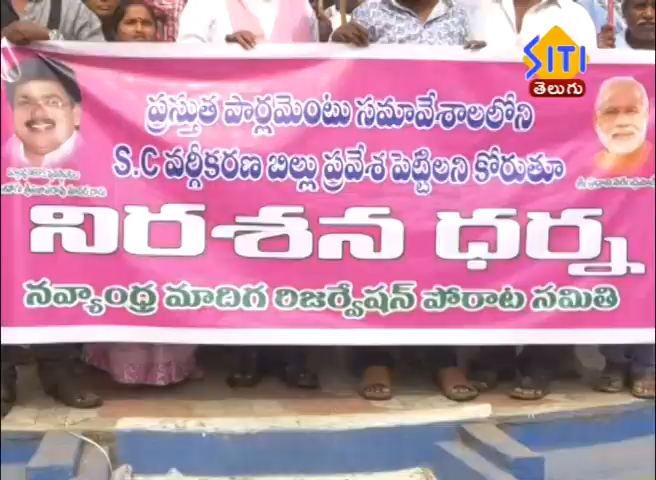 SITI
తెలుగు
ప్రస్తుత పార్లమెంటు సమావేశాలలోని
S.C వర్గీకరణ బిల్లు ప్రవేశ పెట్టిలని కోరుతూ
నిరశన ధర్నా
నవ్యాంధ్ర మాదిగ రిజర్వేషన్ పోరాట సమితి